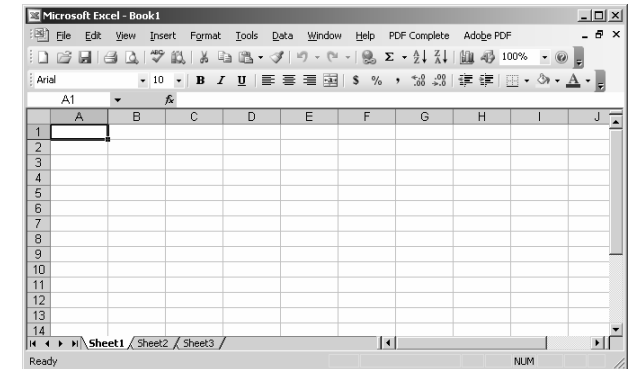 Microsoft Excel - Book1
File Edit View Insert Format Tools Data Window Help PDF Complete Adobe PDF
100%
Arial 10 B I U $ % ,
A1 fx
A B C D E F G H I J
1
2
3
4
5
6
7
8
9
10
11
12
13
14
Sheet1 Sheet2 Sheet3
Ready NUM